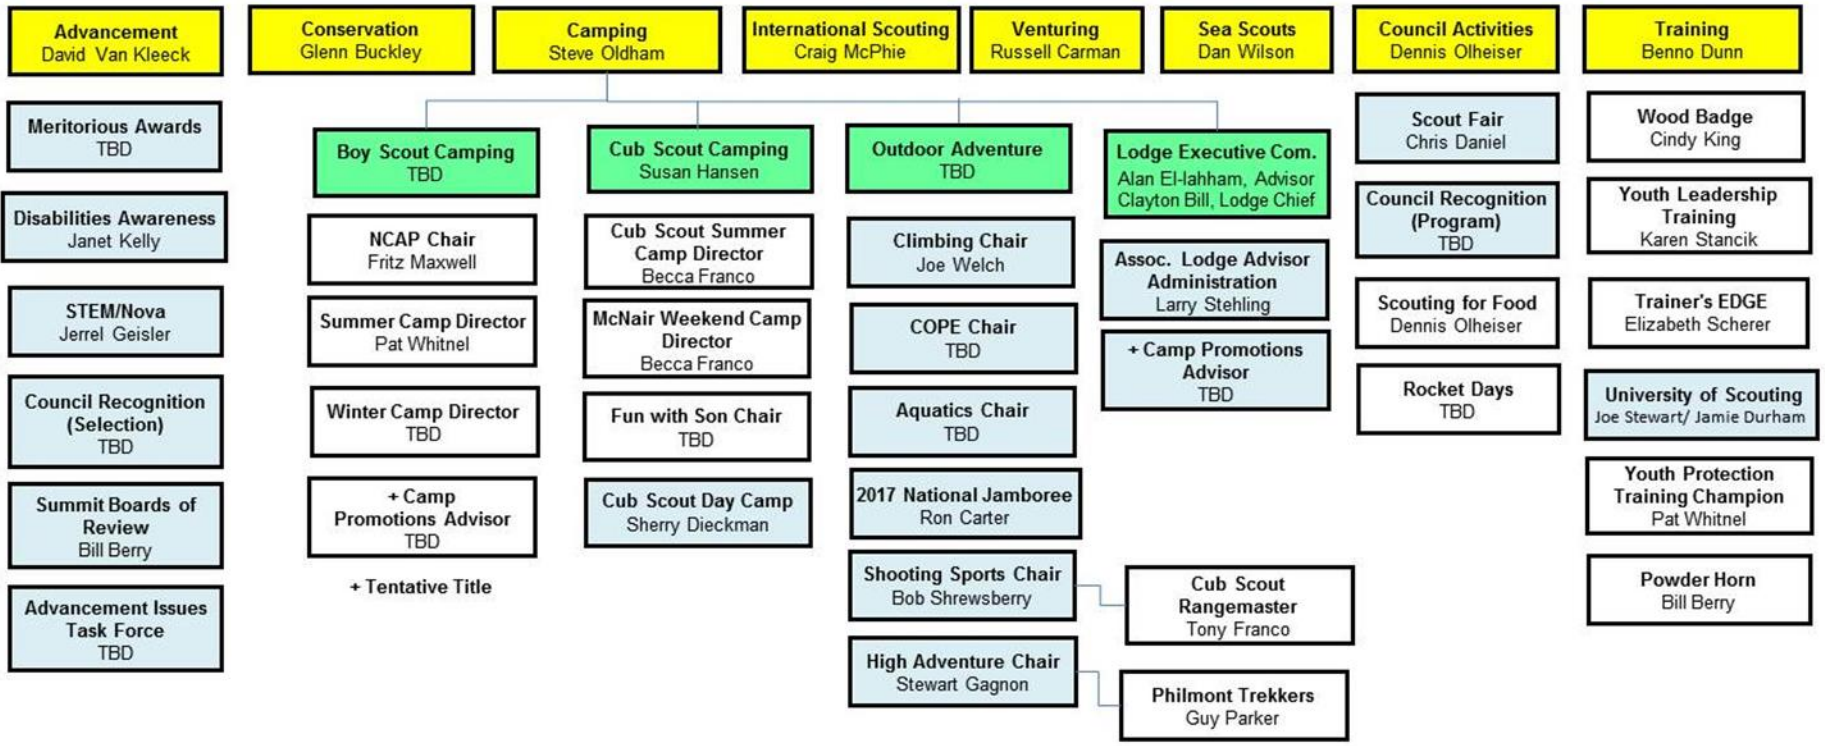 Advancement
David Van Kleeck
Conservation
Glenn Buckley
Camping
Steve Oldham
International Scouting
Craig McPhie
Venturing
Russell Carman
Sea Scouts
Dan Wilson
Council Activities
Dennis Olheiser
Training
Benno Dunn
Meritorious Awards
TBD
Disabilities Awareness
Janet Kelly
STEM/Nova
Jerrel Geisler
Council Recognition
(Selection)
TBD
Summit Boards of
Review
Bill Berry
Advancement Issues
Task Force
TBD
Boy Scout Camping
TBD
NCAP Chair
Fritz Maxwell
Summer Camp Director
Pat Whitnel
Winter Camp Director
TBD
+ Camp
Promotions Advisor
TBD
+ Tentative Title
Cub Scout Camping
Susan Hansen
Cub Scout Summer
Camp Director
Becca Franco
McNair Weekend Camp
Director
Becca Franco
Fun with Son Chair
TBD
Cub Scout Day Camp
Sherry Dieckman
Outdoor Adventure
TBD
Climbing Chair
Joe Welch
COPE Chair
TBD
Aquatics Chair
TBD
2017 National Jamboree
Ron Carter
Shooting Sports Chair
Bob Shrewsberry
High Adventure Chair
Stewart Gagnon
Cub Scout
Rangemaster
Tony Franco
Philmont Trekkers
Guy Parker
Lodge Executive Com.
Alan El-lahham, Advisor
Clayton Bill, Lodge Chief
Assoc. Lodge Advisor
Administration
Larry Stehling
+ Camp Promotions
Advisor
TBD
Scout Fair
Chris Daniel
Council Recognition
(Program)
TBD
Scouting for Food
Dennis Olheiser
Rocket Days
TBD
Wood Badge
Cindy King
Youth Leadership
Training
Karen Stancik
Trainer's EDGE
Elizabeth Scherer
University of Scouting
Joe Stewart/ Jamie Durham
Youth Protection
Training Champion
Pat Whitnel
Powder Horn
Bill Berry